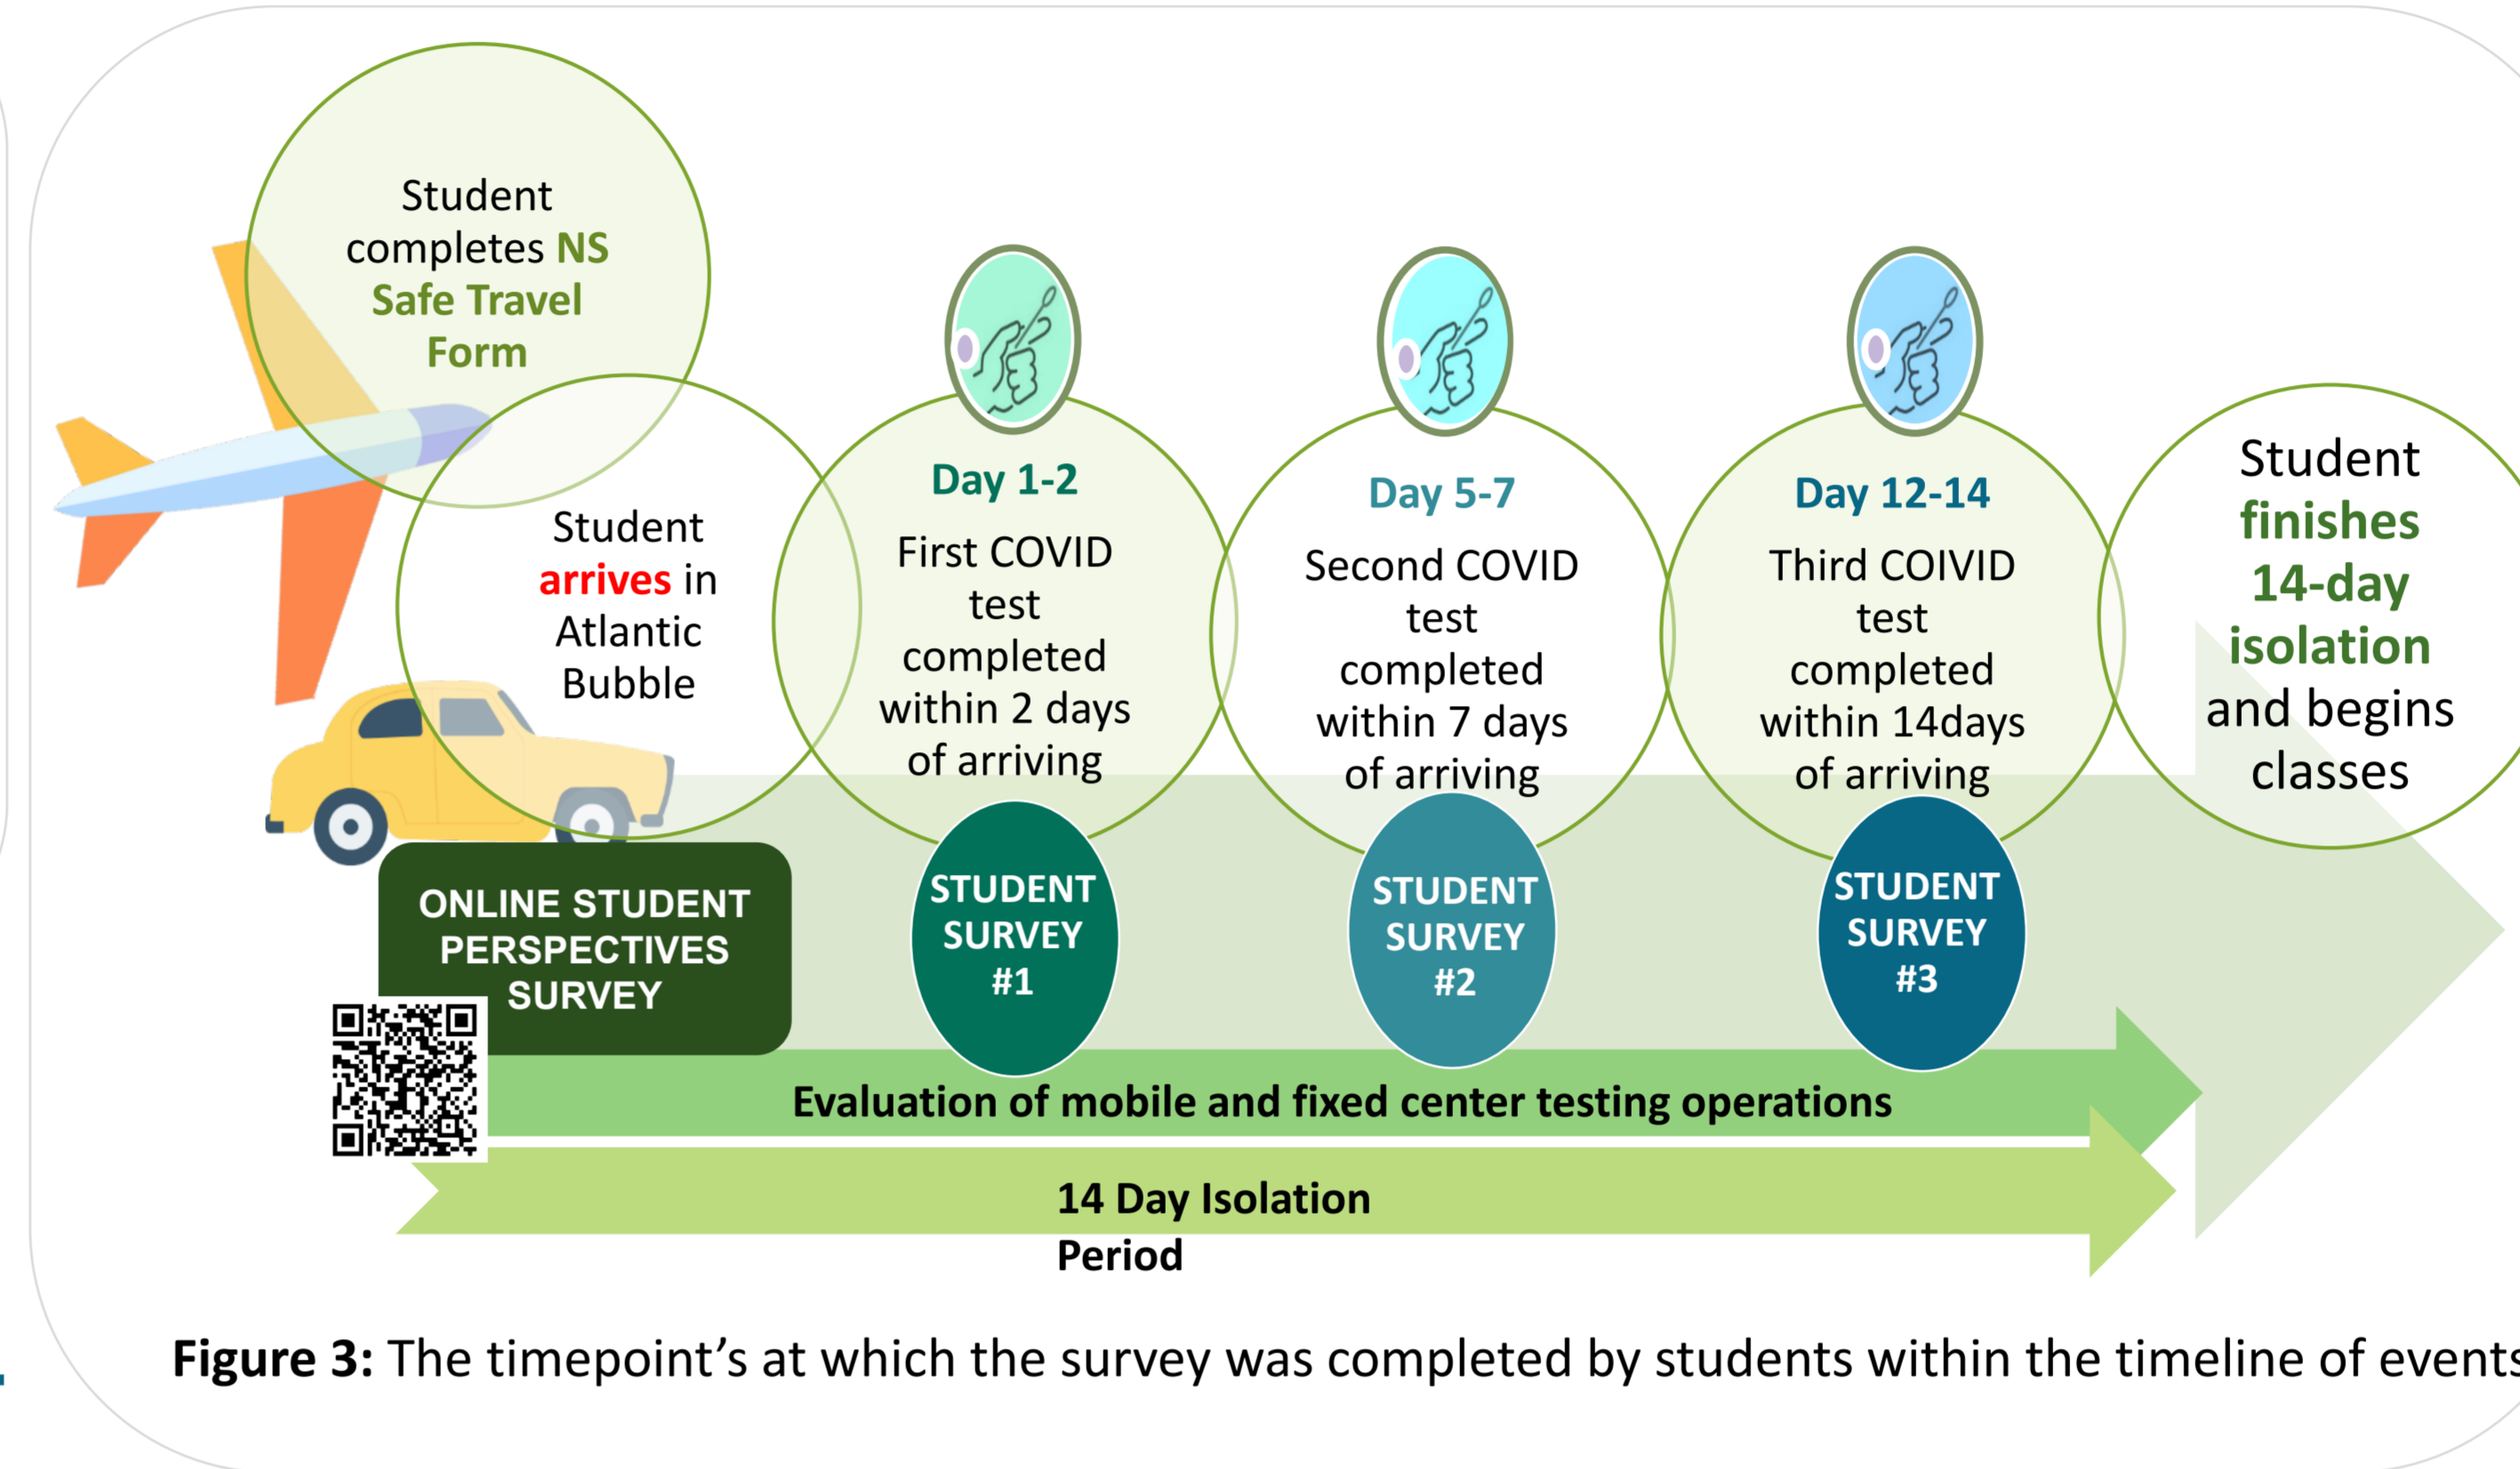 Student
completes NS
Safe Travel
Form
Student
arrives in
Atlantic
Bubble
Day 1-2
First COVID
test
completed
within 2 days
of arriving
Day 5-7
Second COVID
test
completed
within 7 days
of arriving
Day 12-14
Third COIVID
test
completed
within 14days
of arriving
Student
finishes
14-day
isolation
and begins
classes
ONLINE STUDENT
PERSPECTIVES
SURVEY
STUDENT
SURVEY
#1
STUDENT
SURVEY
#2
STUDENT
SURVEY
#3
Evaluation of mobile and fixed center testing operations
14 Day Isolation
Period
Figure 3: The timepoint’s at which the survey was completed by students within the timeline of events